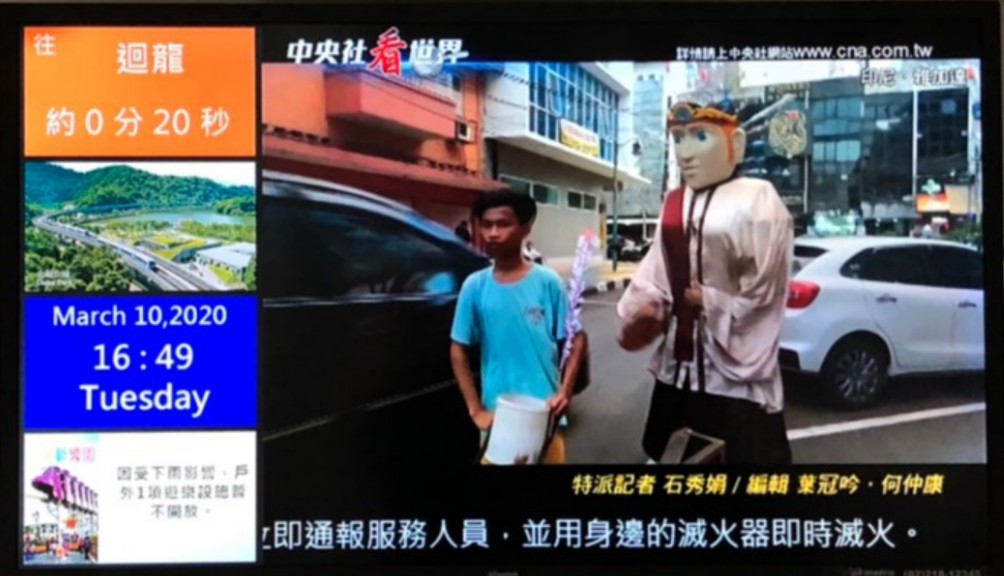 往
迴龍
約 0 分 20 秒
March 10,2020
16 : 49
Tuesday
因受下雨影響，戶
外1項遊樂設施暫
不開放。
中央社看世界
詳情請上中央社網站www.cna.com.tw
印尼．雅加達
特派記者 石秀娟 / 編輯 葉冠吟．何仲康
立即通報服務人員，並用身邊的滅火器即時滅火。